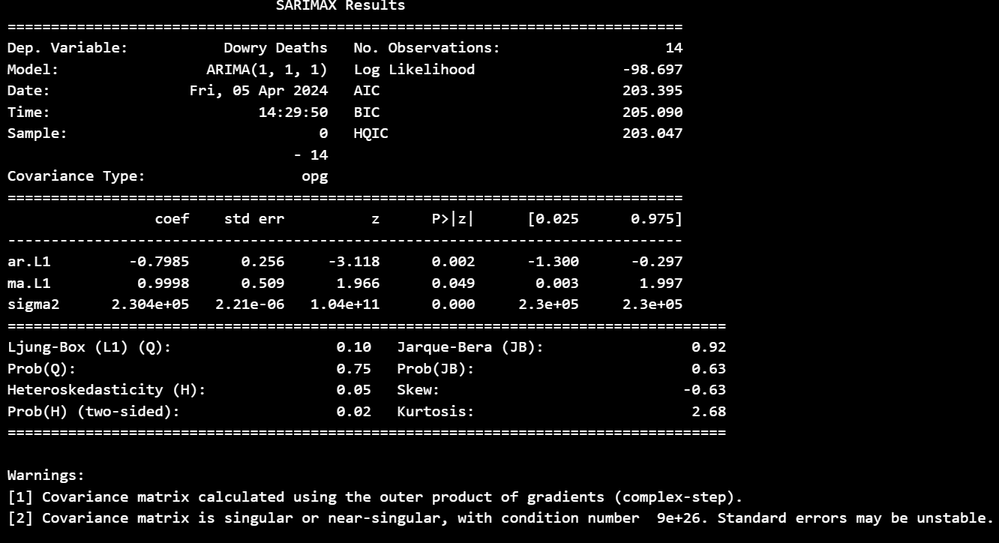 SARIMAX Results
==============================================================================
Dep. Variable:           Dowry Deaths   No. Observations:                   14
Model:                 ARIMA(1, 1, 1)   Log Likelihood                 -98.697
Date:                Fri, 05 Apr 2024   AIC                            203.395
Time:                        14:29:50   BIC                            205.090
Sample:                             0   HQIC                           203.047
                                 - 14
Covariance Type:                  opg
==============================================================================
                 coef    std err          z      P>|z|      [0.025      0.975]
------------------------------------------------------------------------------
ar.L1         -0.7985      0.256     -3.118      0.002      -1.300      -0.297
ma.L1          0.9998      0.509      1.966      0.049       0.003       1.997
sigma2      2.304e+05   2.21e-06   1.04e+11      0.000     2.3e+05     2.3e+05
===================================================================================
Ljung-Box (L1) (Q):                   0.10   Jarque-Bera (JB):                 0.92
Prob(Q):                              0.75   Prob(JB):                         0.63
Heteroskedasticity (H):               0.05   Skew:                            -0.63
Prob(H) (two-sided):                  0.02   Kurtosis:                         2.68
===================================================================================

Warnings:
[1] Covariance matrix calculated using the outer product of gradients (complex-step).
[2] Covariance matrix is singular or near-singular, with condition number  9e+26. Standard errors may be unstable.